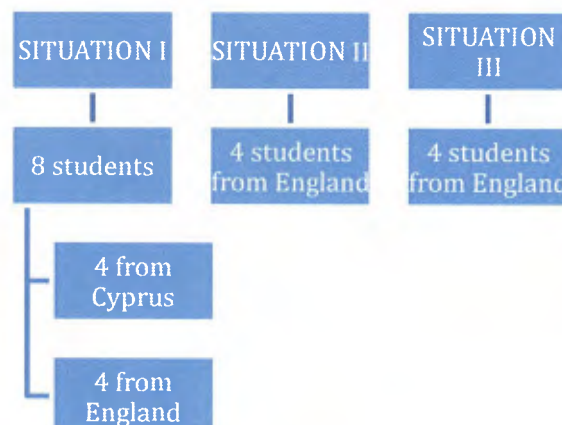 SITUATION I
8 students
4 from
Cyprus
4 from
England
SITUATION II
4 students
from England
SITUATION
III
4 students
from England